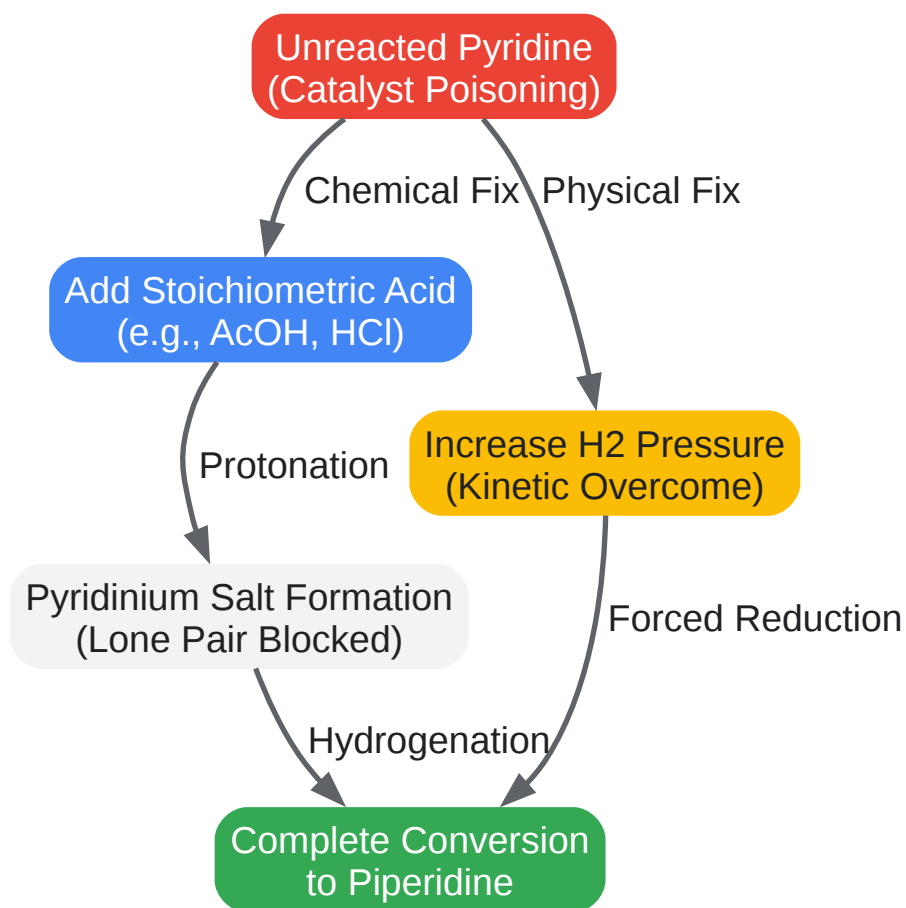 Unreacted Pyridine
(Catalyst Poisoning)
Chemical Fix
Physical Fix
Add Stoichiometric Acid
(e.g., AcOH, HCl)
Increase H2 Pressure
(Kinetic Overcome)
Protonation
Pyridinium Salt Formation
(Lone Pair Blocked)
Forced Reduction
Hydrogenation
Complete Conversion
to Piperidine